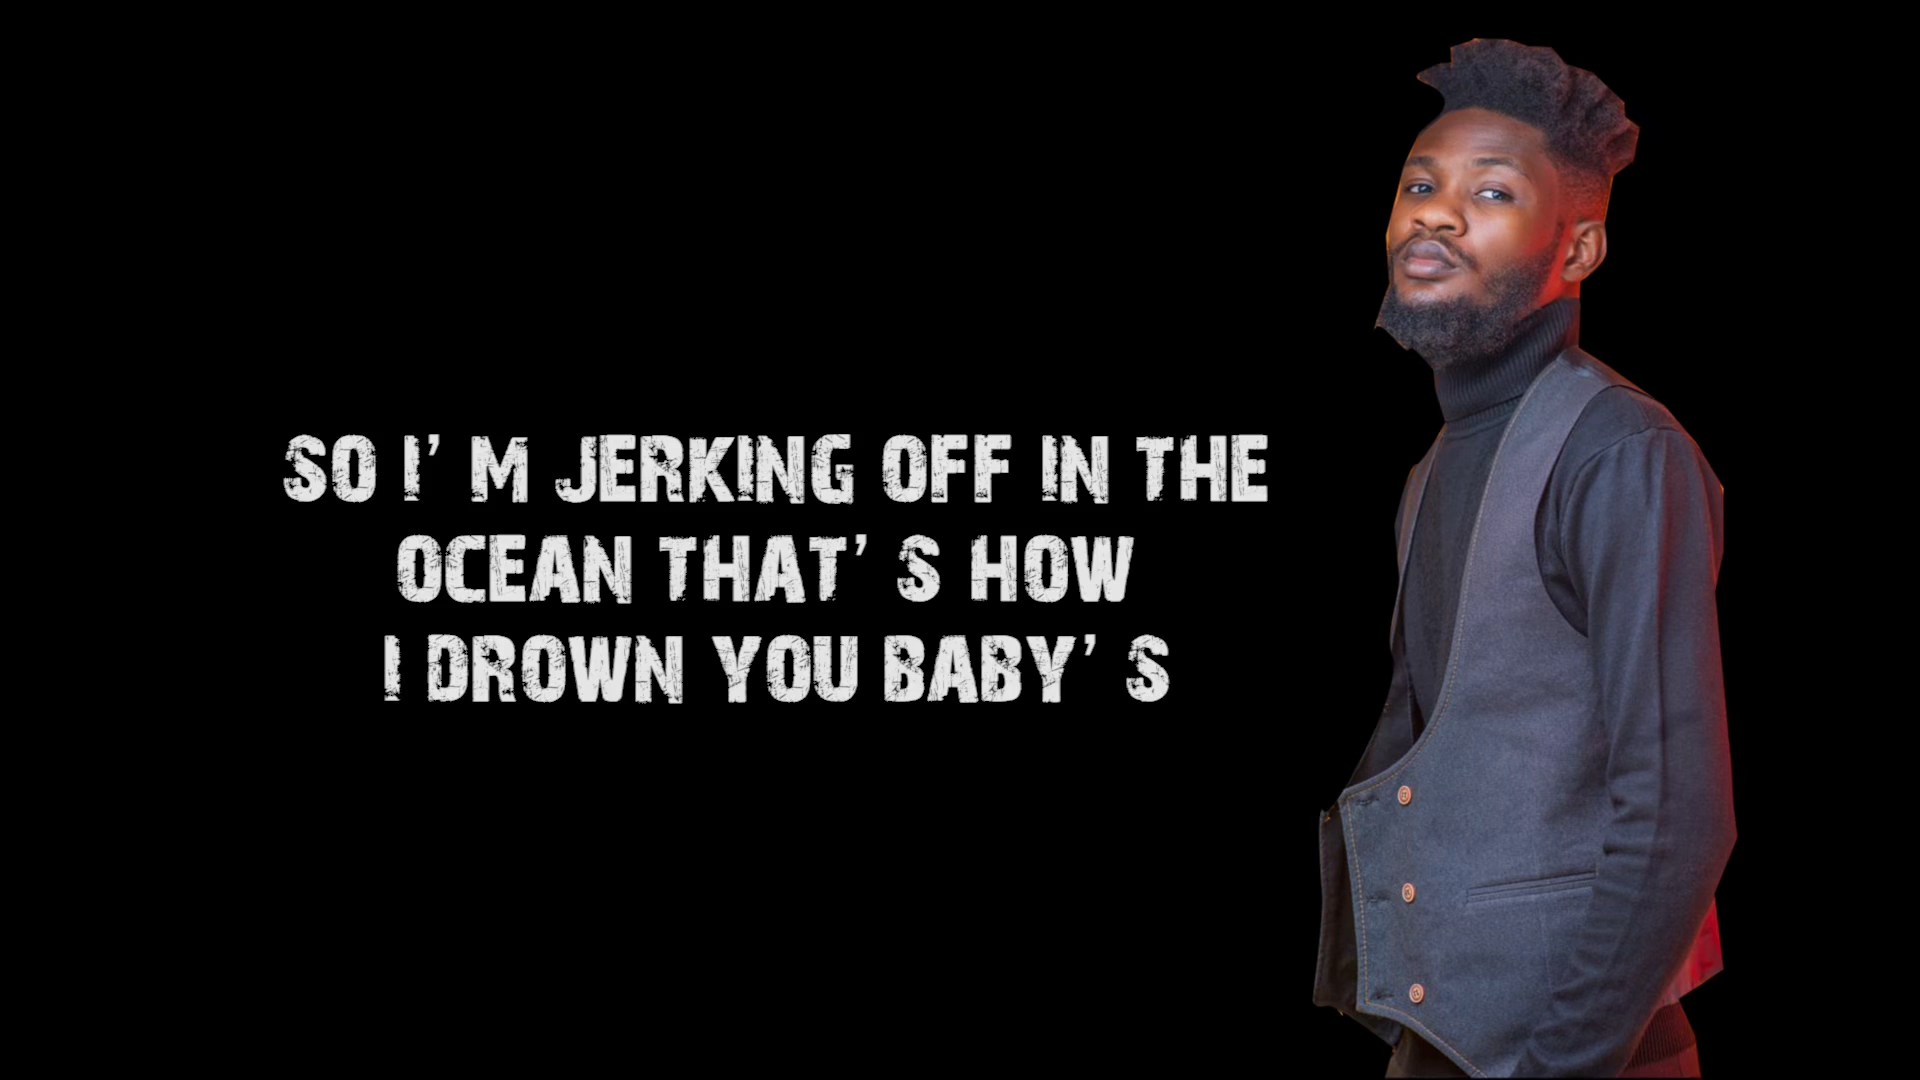 SO I' M JERKING OFF IN THE
OCEAN THAT' S HOW
I DROWN YOU BABY' S